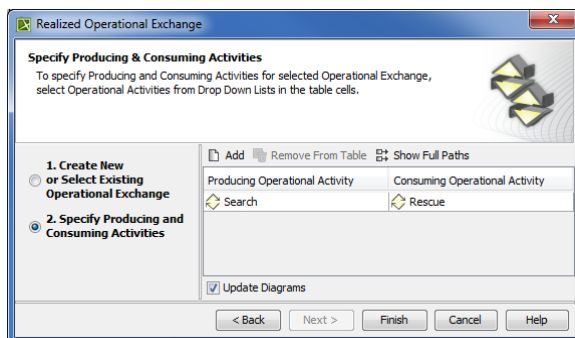 Realized Operational Exchange
Specify Producing & Consuming Activities
To specify Producing and Consuming Activities for selected Operational Exchange,
select Operational Activities from Drop Down Lists in the table cells.
1. Create New
or Select Existing
Operational Exchange
2. Specify Producing and
Consuming Activities
Add Remove From Table Show Full Paths
Producing Operational Activity Consuming Operational Activity
Search Rescue
Update Diagrams
< Back Next > Finish Cancel Help